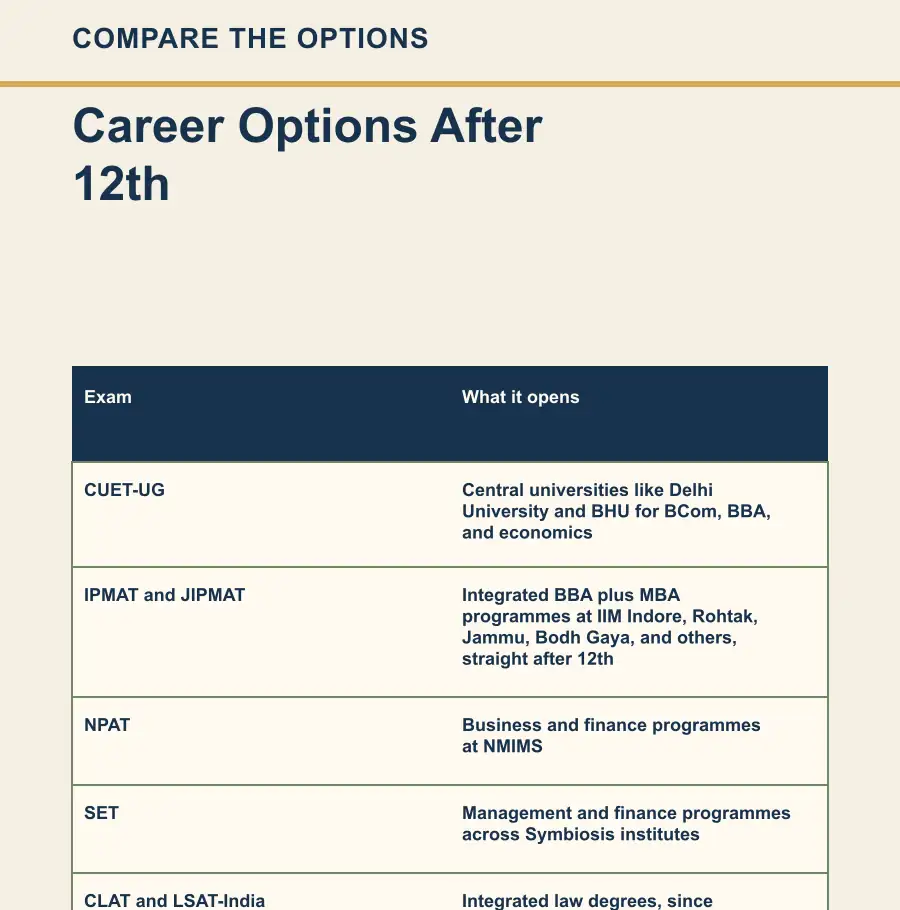 COMPARE THE OPTIONS
Career Options After
12th
Exam
What it opens
CUET-UG
Central universities like Delhi
University and BHU for BCom, BBA,
and economics
IPMAT and JIPMAT
Integrated BBA plus MBA
programmes at IIM Indore, Rohtak,
Jammu, Bodh Gaya, and others,
straight after 12th
NPAT
Business and finance programmes
at NMIMS
SET
Management and finance programmes
across Symbiosis institutes
CLAT and LSAT-India
Integrated law degrees, since